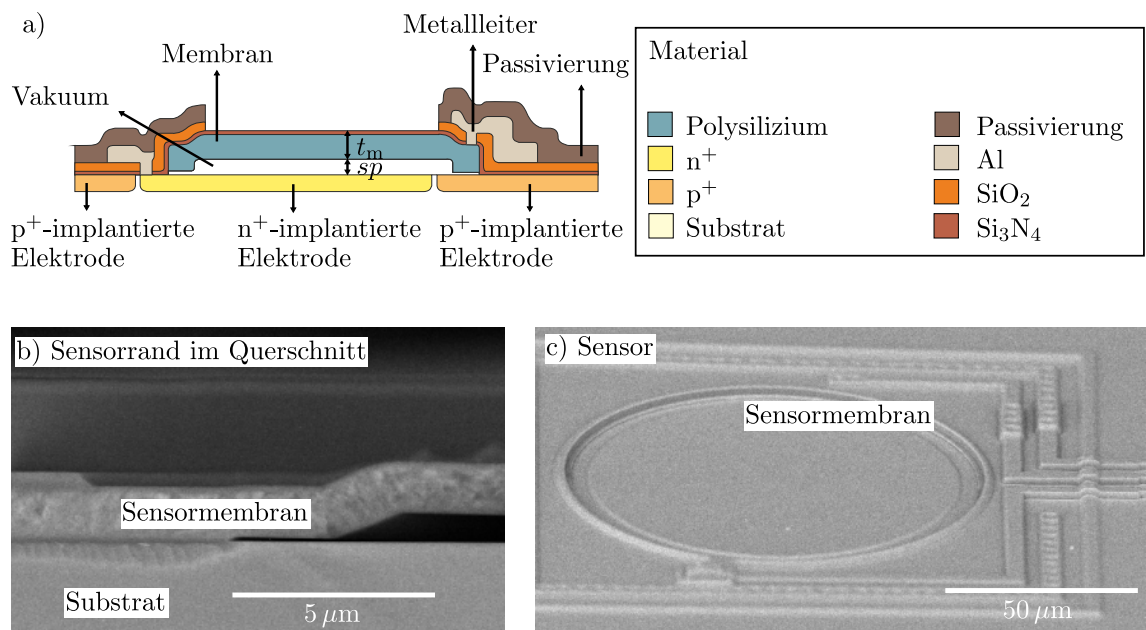 a)
Metallleiter
Membran
Passivierung
Vakuum
tₘ
sp
p⁺-implantierte
Elektrode
n⁺-implantierte
Elektrode
p⁺-implantierte
Elektrode
Material
Polysilizium
n⁺
p⁺
Substrat
Passivierung
Al
SiO₂
Si₃N₄
b) Sensorrand im Querschnitt
Sensormembran
Substrat
5 μm
c) Sensor
Sensormembran
50 μm